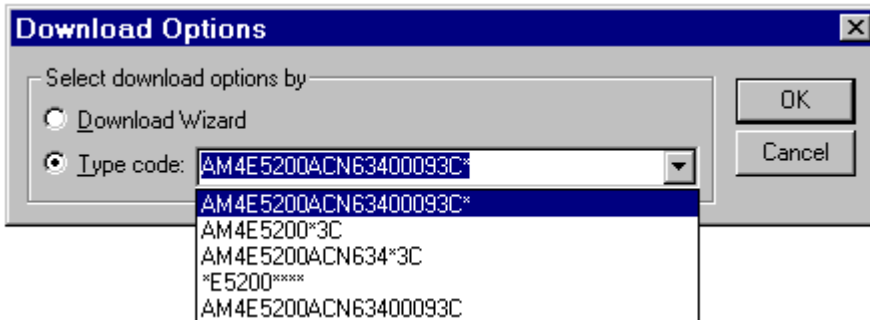 Download Options
Select download options by
Download Wizard
OK
Type code: AM4E5200ACN63400093C*
Cancel
AM4E5200ACN63400093C*
AM4E5200*3C
AM4E5200ACN634*3C
*E5200****
AM4E5200ACN63400093C